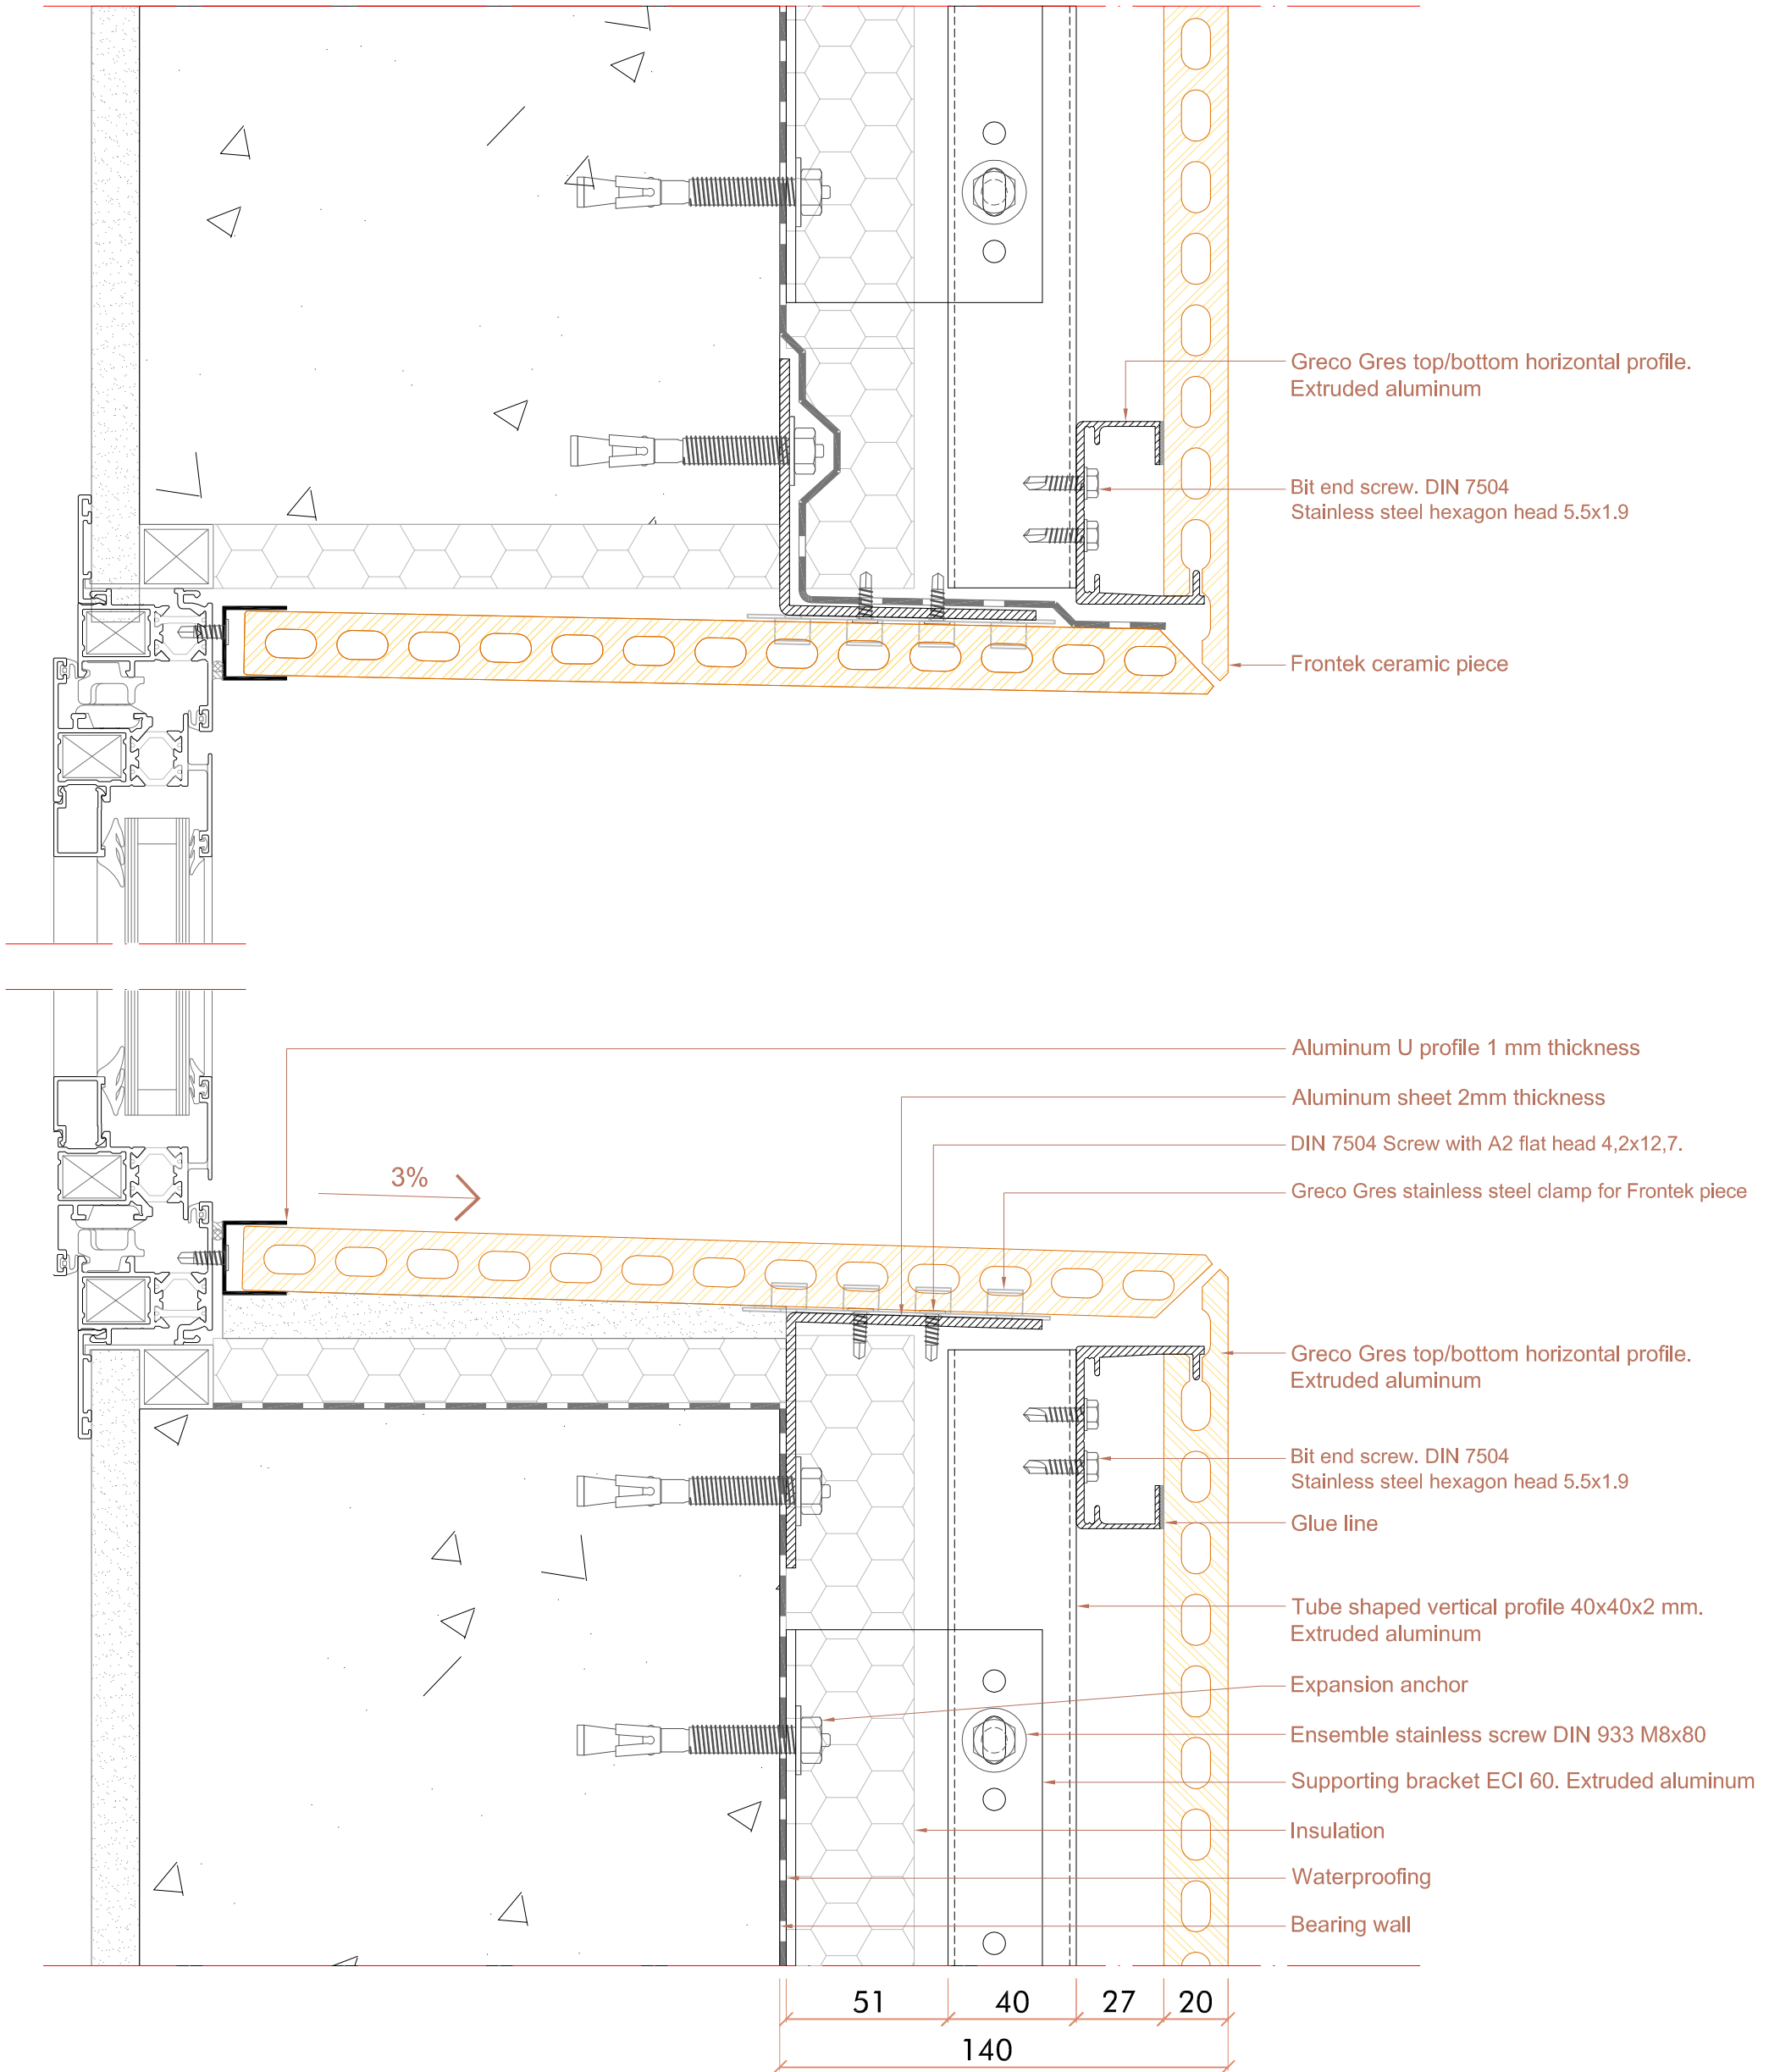 Greco Gres top/bottom horizontal profile.
Extruded aluminum
Bit end screw. DIN 7504
Stainless steel hexagon head 5.5x1.9
Frontek ceramic piece
Aluminum U profile 1 mm thickness
Aluminum sheet 2mm thickness
DIN 7504 Screw with A2 flat head 4,2x12,7.
3%
Greco Gres stainless steel clamp for Frontek piece
Greco Gres top/bottom horizontal profile.
Extruded aluminum
Bit end screw. DIN 7504
Stainless steel hexagon head 5.5x1.9
Glue line
Tube shaped vertical profile 40x40x2 mm.
Extruded aluminum
Expansion anchor
Ensemble stainless screw DIN 933 M8x80
Supporting bracket ECI 60. Extruded aluminum
Insulation
Waterproofing
Bearing wall
51 40 27 20
140